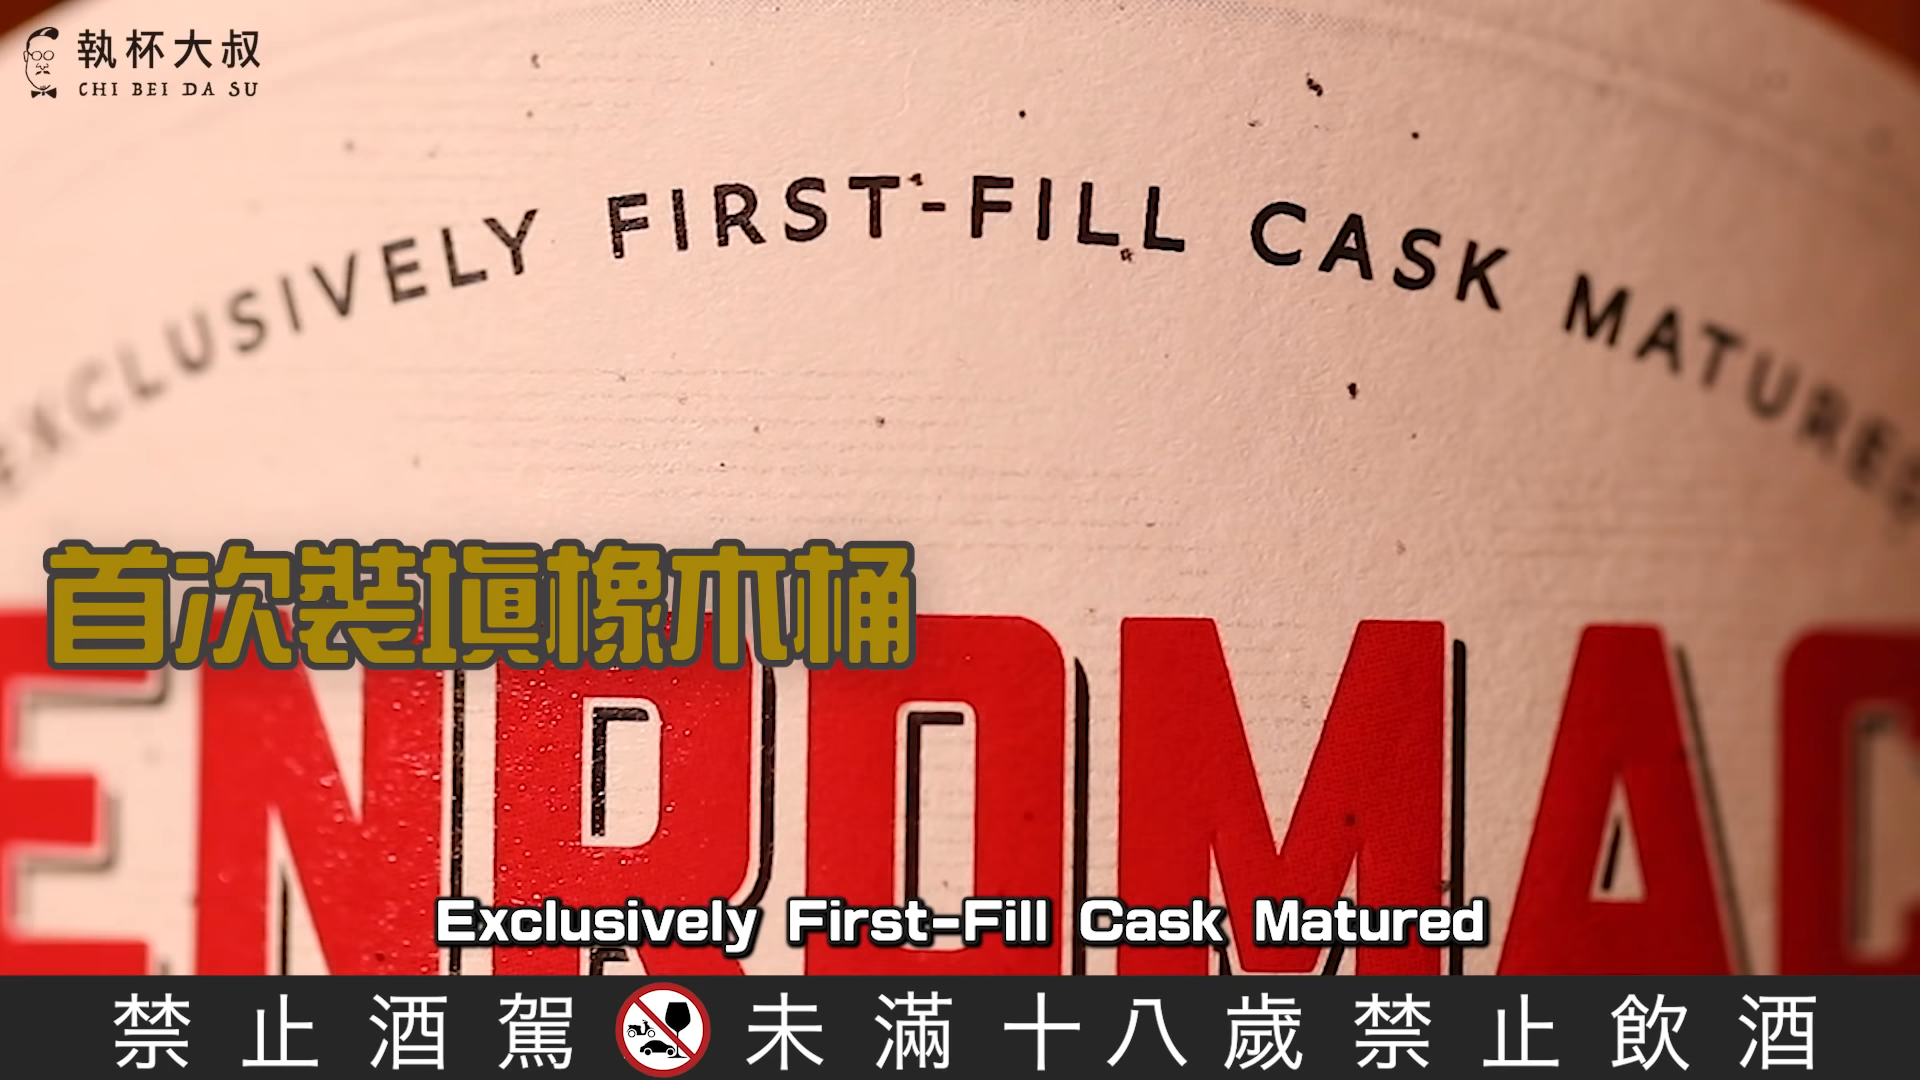 執杯大叔
CHI BEI DA SU
EXCLUSIVELY FIRST-FILL CASK MATURED
首次裝填橡木桶
ENROMAC
Exclusively First-Fill Cask Matured
禁止酒駕 未滿十八歲禁止飲酒